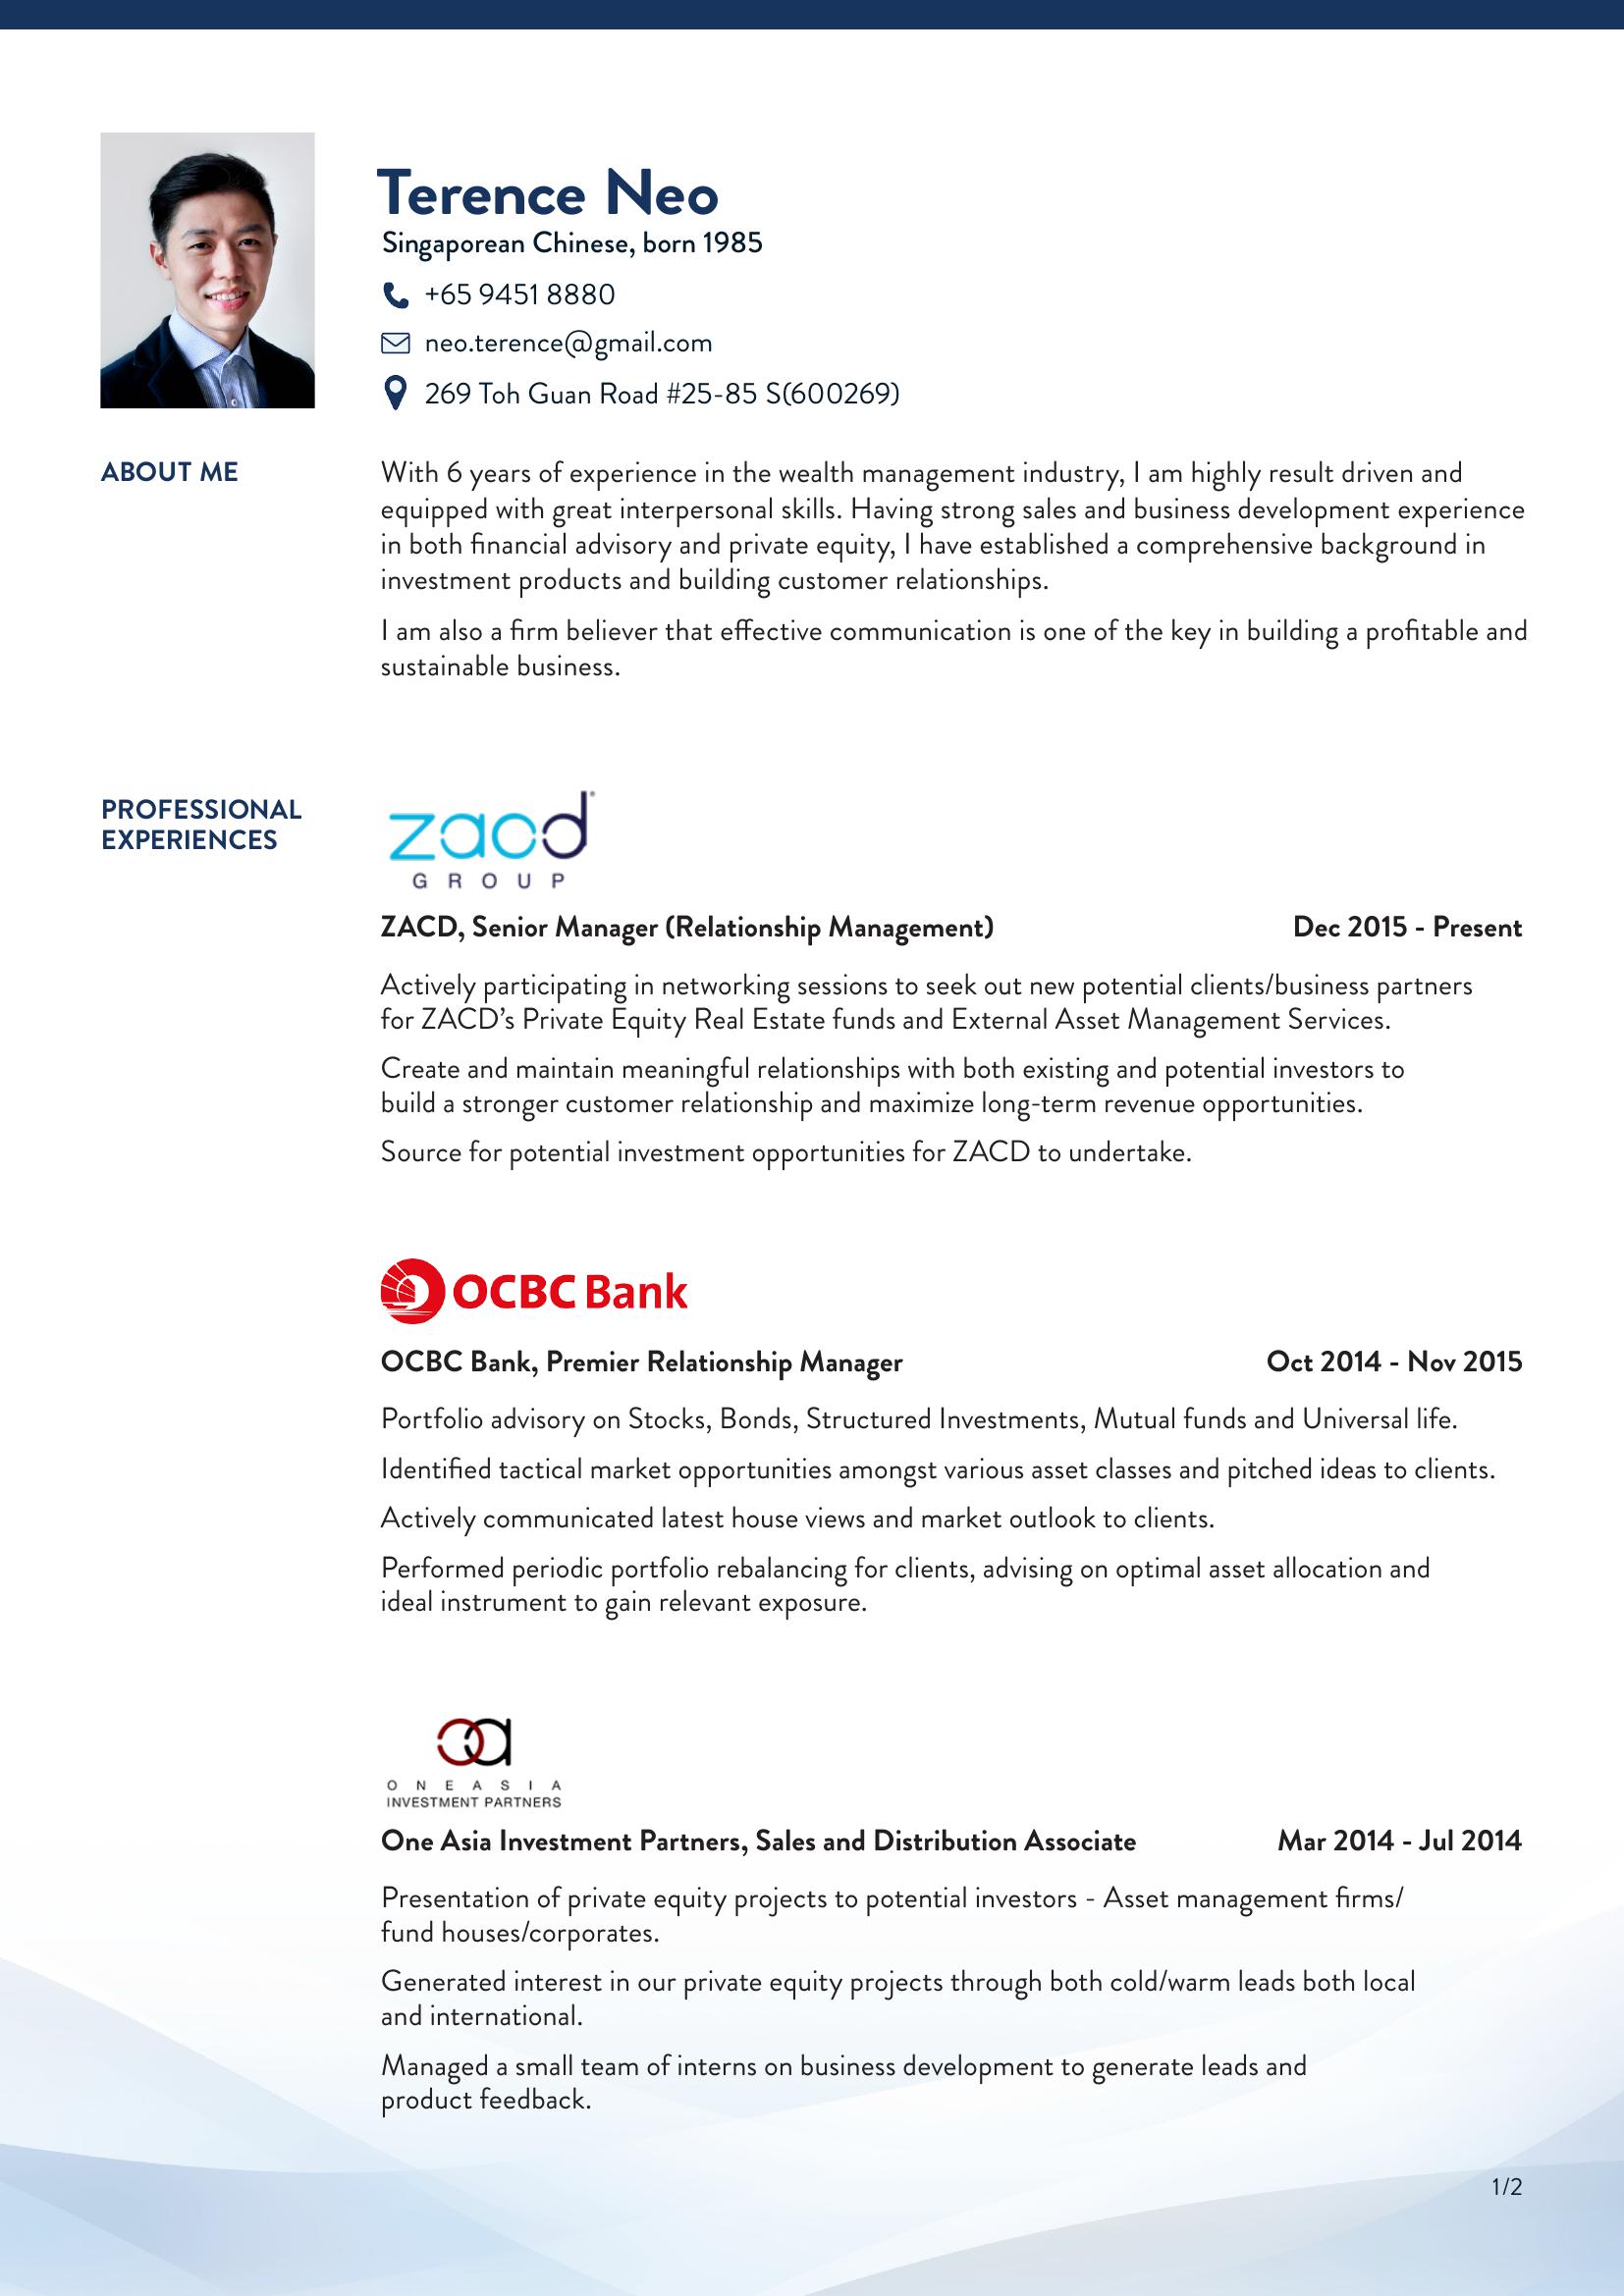 Terence Neo
Singaporean Chinese, born 1985
+65 9451 8880
neo.terence@gmail.com
269 Toh Guan Road #25-85 S(600269)
ABOUT ME
With 6 years of experience in the wealth management industry, I am highly result driven and
equipped with great interpersonal skills. Having strong sales and business development experience
in both financial advisory and private equity, I have established a comprehensive background in
investment products and building customer relationships.
I am also a firm believer that effective communication is one of the key in building a profitable and
sustainable business.
PROFESSIONAL
EXPERIENCES
zacd
GROUP
ZACD, Senior Manager (Relationship Management) Dec 2015 - Present
Actively participating in networking sessions to seek out new potential clients/business partners
for ZACD’s Private Equity Real Estate funds and External Asset Management Services.
Create and maintain meaningful relationships with both existing and potential investors to
build a stronger customer relationship and maximize long-term revenue opportunities.
Source for potential investment opportunities for ZACD to undertake.
OCBC Bank
OCBC Bank, Premier Relationship Manager Oct 2014 - Nov 2015
Portfolio advisory on Stocks, Bonds, Structured Investments, Mutual funds and Universal life.
Identified tactical market opportunities amongst various asset classes and pitched ideas to clients.
Actively communicated latest house views and market outlook to clients.
Performed periodic portfolio rebalancing for clients, advising on optimal asset allocation and
ideal instrument to gain relevant exposure.
oa
ONEASIA
INVESTMENT PARTNERS
One Asia Investment Partners, Sales and Distribution Associate Mar 2014 - Jul 2014
Presentation of private equity projects to potential investors - Asset management firms/
fund houses/corporates.
Generated interest in our private equity projects through both cold/warm leads both local
and international.
Managed a small team of interns on business development to generate leads and
product feedback.
1/2